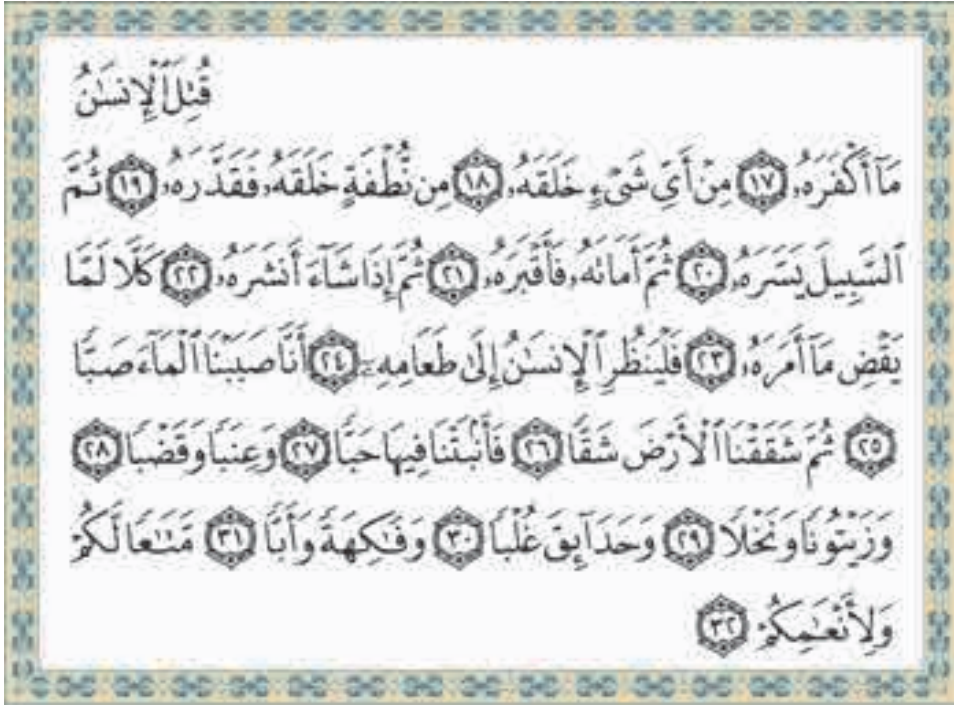 قُتِلَ ٱلْإِنسَٰنُ
مَآ أَكْفَرَهُۥ ١٧ مِنْ أَىِّ شَىْءٍ خَلَقَهُۥ ١٨ مِن نُّطْفَةٍ خَلَقَهُۥ فَقَدَّرَهُۥ ١٩ ثُمَّ
ٱلسَّبِيلَ يَسَّرَهُۥ ٢٠ ثُمَّ أَمَاتَهُۥ فَأَقْبَرَهُۥ ٢١ ثُمَّ إِذَا شَآءَ أَنشَرَهُۥ ٢٢ كَلَّا لَمَّا
يَقْضِ مَآ أَمَرَهُۥ ٢٣ فَلْيَنظُرِ ٱلْإِنسَٰنُ إِلَىٰ طَعَامِهِۦٓ ٢٤ أَنَّا صَبَبْنَا ٱلْمَآءَ صَبًّا
٢٥ ثُمَّ شَقَقْنَا ٱلْأَرْضَ شَقًّا ٢٦ فَأَنۢبَتْنَا فِيهَا حَبًّا ٢٧ وَعِنَبًا وَقَضْبًا ٢٨
وَزَيْتُونًا وَنَخْلًا ٢٩ وَحَدَآئِقَ غُلْبًا ٣٠ وَفَٰكِهَةً وَأَبًّا ٣١ مَّتَٰعًا لَّكُمْ
وَلِأَنْعَٰمِكُمْ ٣٢